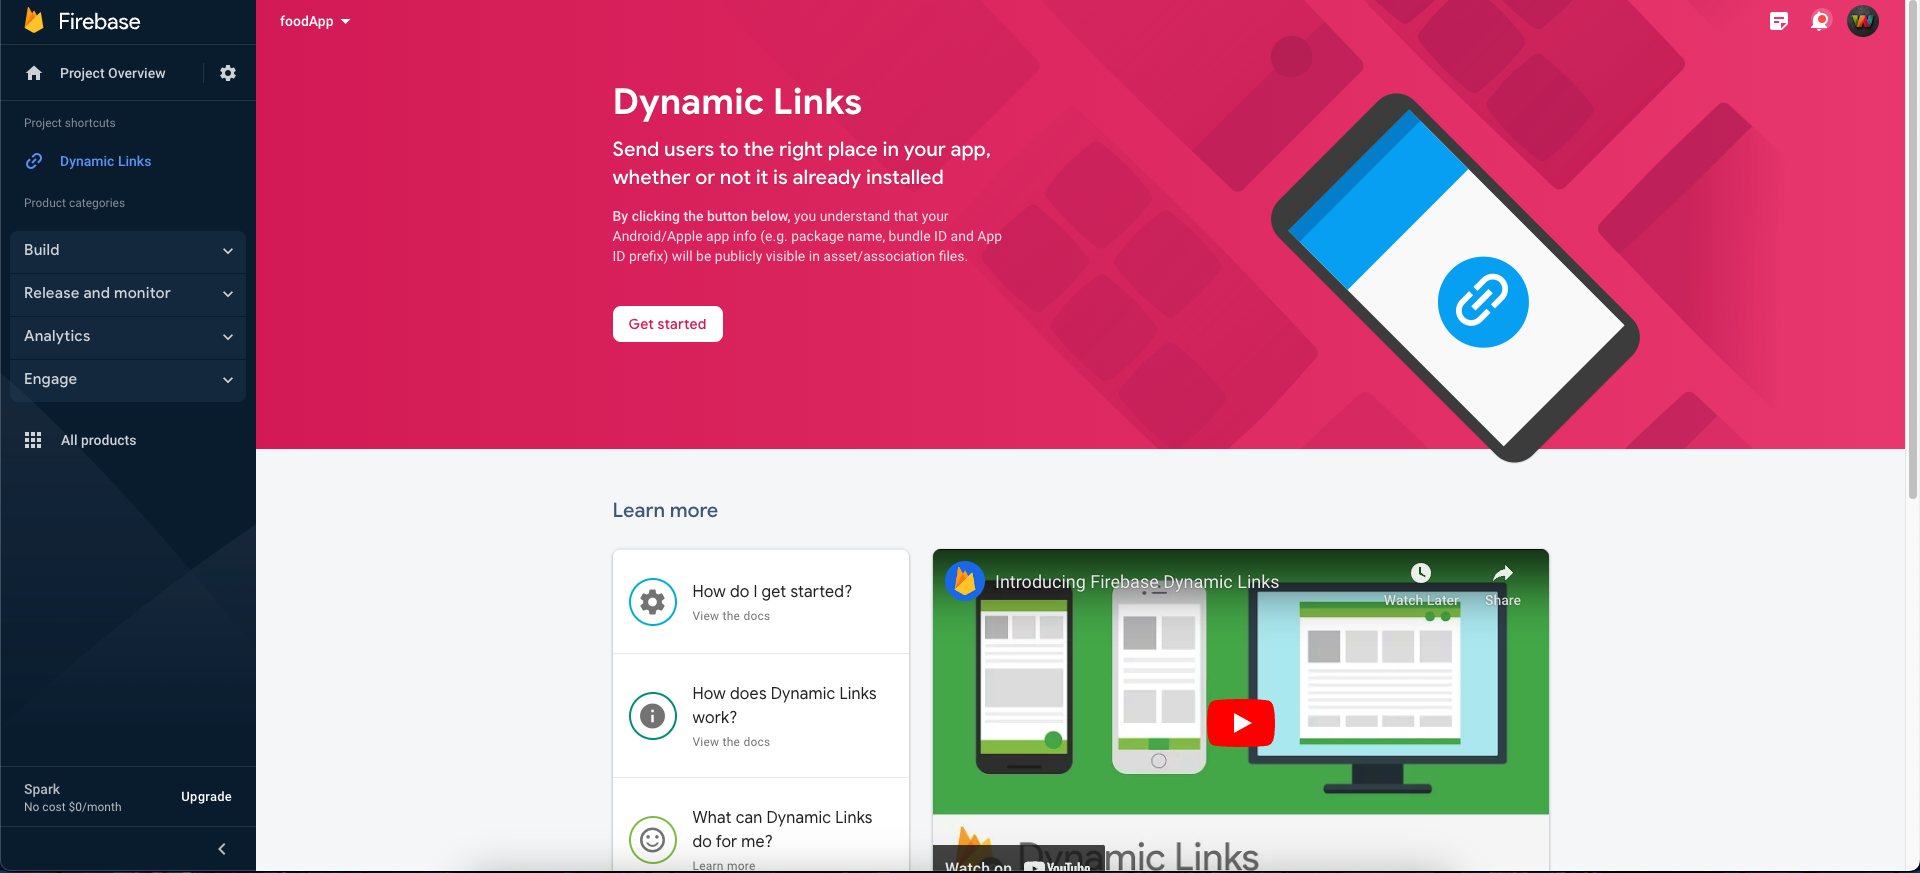 Firebase
foodApp
Project Overview
Project shortcuts
Dynamic Links
Product categories
Build
Release and monitor
Analytics
Engage
All products
Spark
No cost $0/month
Upgrade
Dynamic Links
Send users to the right place in your app,
whether or not it is already installed
By clicking the button below, you understand that your
Android/Apple app info (e.g. package name, bundle ID and App
ID prefix) will be publicly visible in asset/association files.
Get started
Learn more
How do I get started?
View the docs
How does Dynamic Links
work?
View the docs
What can Dynamic Links
do for me?
Learn more
Introducing Firebase Dynamic Links
Watch Later
Share
Dynamic Links
Watch on YouTube